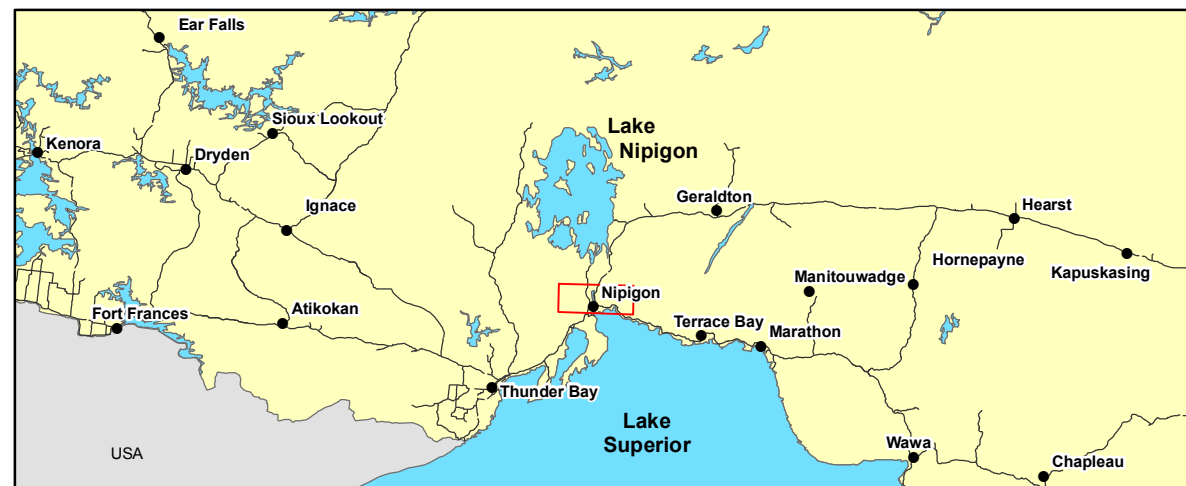 Ear Falls
Sioux Lookout
Lake
Nipigon
Kenora
Dryden
Geraldton
Ignace
Hearst
Hornepayne
Kapuskasing
Manitouwadge
Nipigon
Atikokan
Fort Frances
Terrace Bay
Marathon
Thunder Bay
Lake
Superior
Wawa
USA
Chapleau